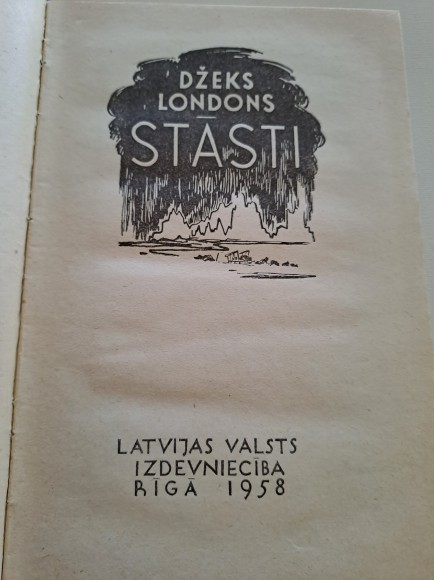 DŽEKS
LONDONS
STĀSTI
LATVIJAS VALSTS
IZDEVNIECĪBA
RĪGĀ 1958